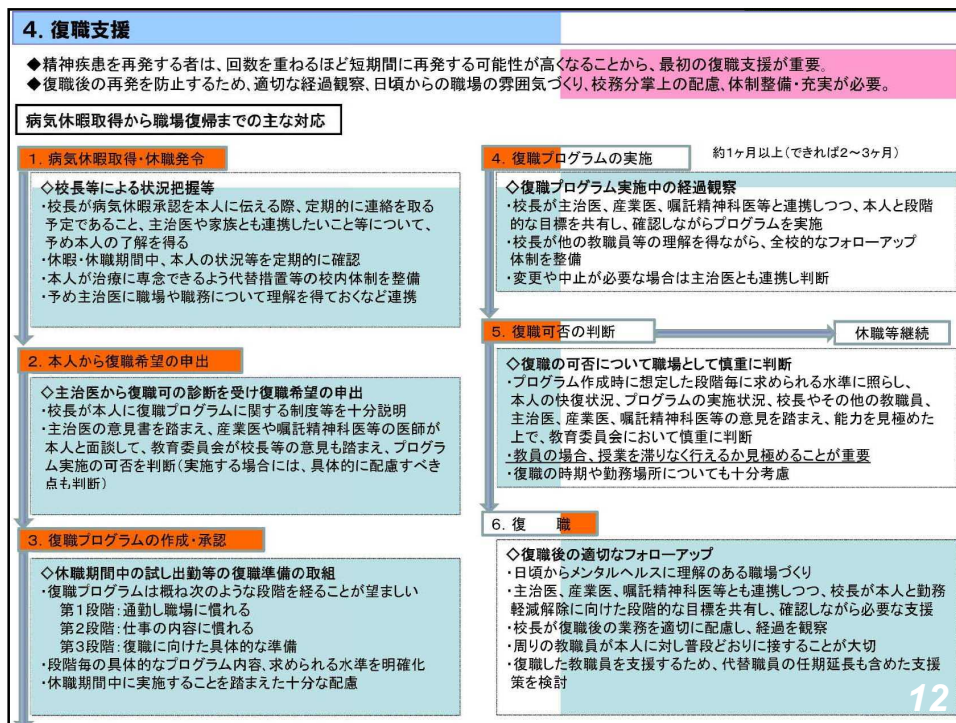 4. 復職支援
◆精神疾患を再発する者は、回数を重ねるほど短期間に再発する可能性が高くなることから、最初の復職支援が重要。
◆復職後の再発を防止するため、適切な経過観察、日頃からの職場の雰囲気づくり、校務分掌上の配慮、体制整備・充実が必要。
病気休暇取得から職場復帰までの主な対応
1. 病気休暇取得・休職発令
◇校長等による状況把握等
・校長が病気休暇承認を本人に伝える際、定期的に連絡を取る
予定であること、主治医や家族とも連携したいこと等について、
予め本人の了解を得る
・休暇・休職期間中、本人の状況等を定期的に確認
・本人が治療に専念できるよう代替措置等の校内体制を整備
・予め主治医に職場や職務について理解を得ておくなど連携
2. 本人から復職希望の申出
◇主治医から復職可の診断を受け復職希望の申出
・校長が本人に復職プログラムに関する制度等を十分説明
・主治医の意見書を踏まえ、産業医や嘱託精神科医等の医師が
本人と面談して、教育委員会が校長等の意見も踏まえ、プログラ
ム実施の可否を判断(実施する場合には、具体的に配慮すべき
点も判断)
3. 復職プログラムの作成・承認
◇休職期間中の試し出勤等の復職準備の取組
・復職プログラムは概ね次のような段階を経ることが望ましい
第1段階:通勤し職場に慣れる
第2段階:仕事の内容に慣れる
第3段階:復職に向けた具体的な準備
・段階毎の具体的なプログラム内容、求められる水準を明確化
・休職期間中に実施することを踏まえた十分な配慮
4. 復職プログラムの実施 約1ヶ月以上(できれば2〜3ヶ月)
◇復職プログラム実施中の経過観察
・校長が主治医、産業医、嘱託精神科医等と連携しつつ、本人と段階
的な目標を共有し、確認しながらプログラムを実施
・校長が他の教職員等の理解を得ながら、全校的なフォローアップ
体制を整備
・変更や中止が必要な場合は主治医とも連携し判断
5. 復職可否の判断 休職等継続
◇復職の可否について職場として慎重に判断
・プログラム作成時に想定した段階毎に求められる水準に照らし、
本人の快復状況、プログラムの実施状況、校長やその他の教職員、
主治医、産業医、嘱託精神科医等の意見を踏まえ、能力を見極めた
上で、教育委員会において慎重に判断
・教員の場合、授業を滞りなく行えるか見極めることが重要
・復職の時期や勤務場所についても十分考慮
6. 復 職
◇復職後の適切なフォローアップ
・日頃からメンタルヘルスに理解のある職場づくり
・主治医、産業医、嘱託精神科医等とも連携しつつ、校長が本人と勤務
軽減解除に向けた段階的な目標を共有し、確認しながら必要な支援
・校長が復職後の業務を適切に配慮し、経過を観察
・周りの教職員が本人に対し普段どおりに接することが大切
・復職した教職員を支援するため、代替職員の任期延長も含めた支援
策を検討
12